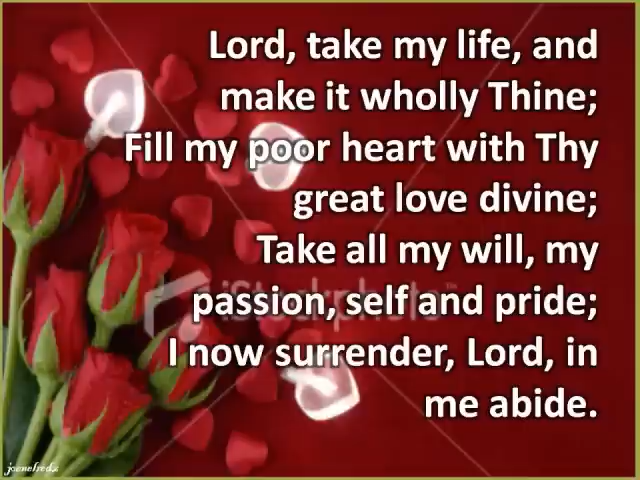 Lord, take my life, and
make it wholly Thine;
Fill my poor heart with Thy
great love divine;
Take all my will, my
passion, self and pride;
I now surrender, Lord, in
me abide.
iStockphoto